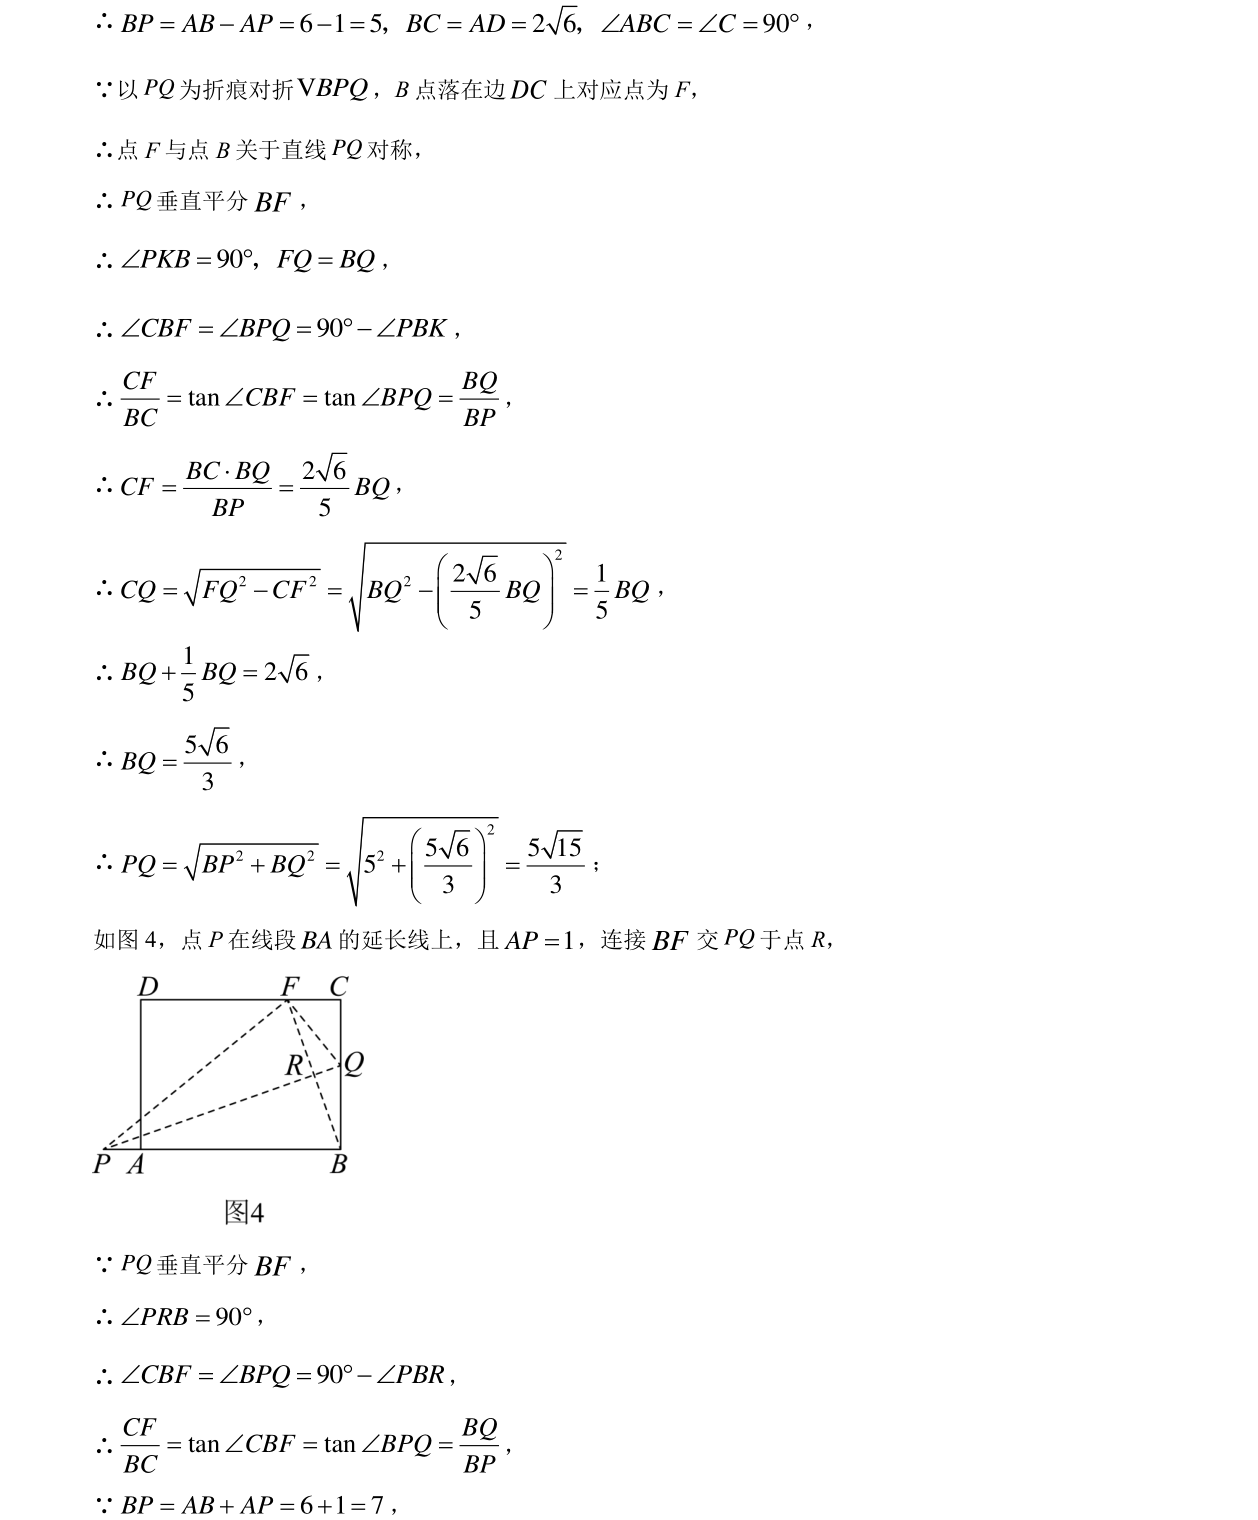 ∴ BP = AB − AP = 6 − 1 = 5, BC = AD = 2√6, ∠ABC = ∠C = 90°,
∵以 PQ 为折痕对折VBPQ，B 点落在边 DC 上对应点为 F，
∴点 F 与点 B 关于直线 PQ 对称，
∴ PQ 垂直平分 BF，
∴ ∠PKB = 90°, FQ = BQ，
∴ ∠CBF = ∠BPQ = 90° − ∠PBK，
∴ CF/BC = tan ∠CBF = tan ∠BPQ = BQ/BP，
∴ CF = (BC · BQ)/BP = (2√6/5) BQ，
∴ CQ = √(FQ² − CF²) = √(BQ² − ((2√6/5) BQ)²) = (1/5) BQ，
∴ BQ + (1/5) BQ = 2√6，
∴ BQ = 5√6/3，
∴ PQ = √(BP² + BQ²) = √(5² + (5√6/3)²) = 5√15/3；
如图 4，点 P 在线段 BA 的延长线上，且 AP = 1，连接 BF 交 PQ 于点 R，
D F C
R Q
P A B
图4
∵ PQ 垂直平分 BF，
∴ ∠PRB = 90°，
∴ ∠CBF = ∠BPQ = 90° − ∠PBR，
∴ CF/BC = tan ∠CBF = tan ∠BPQ = BQ/BP，
∵ BP = AB + AP = 6 + 1 = 7，